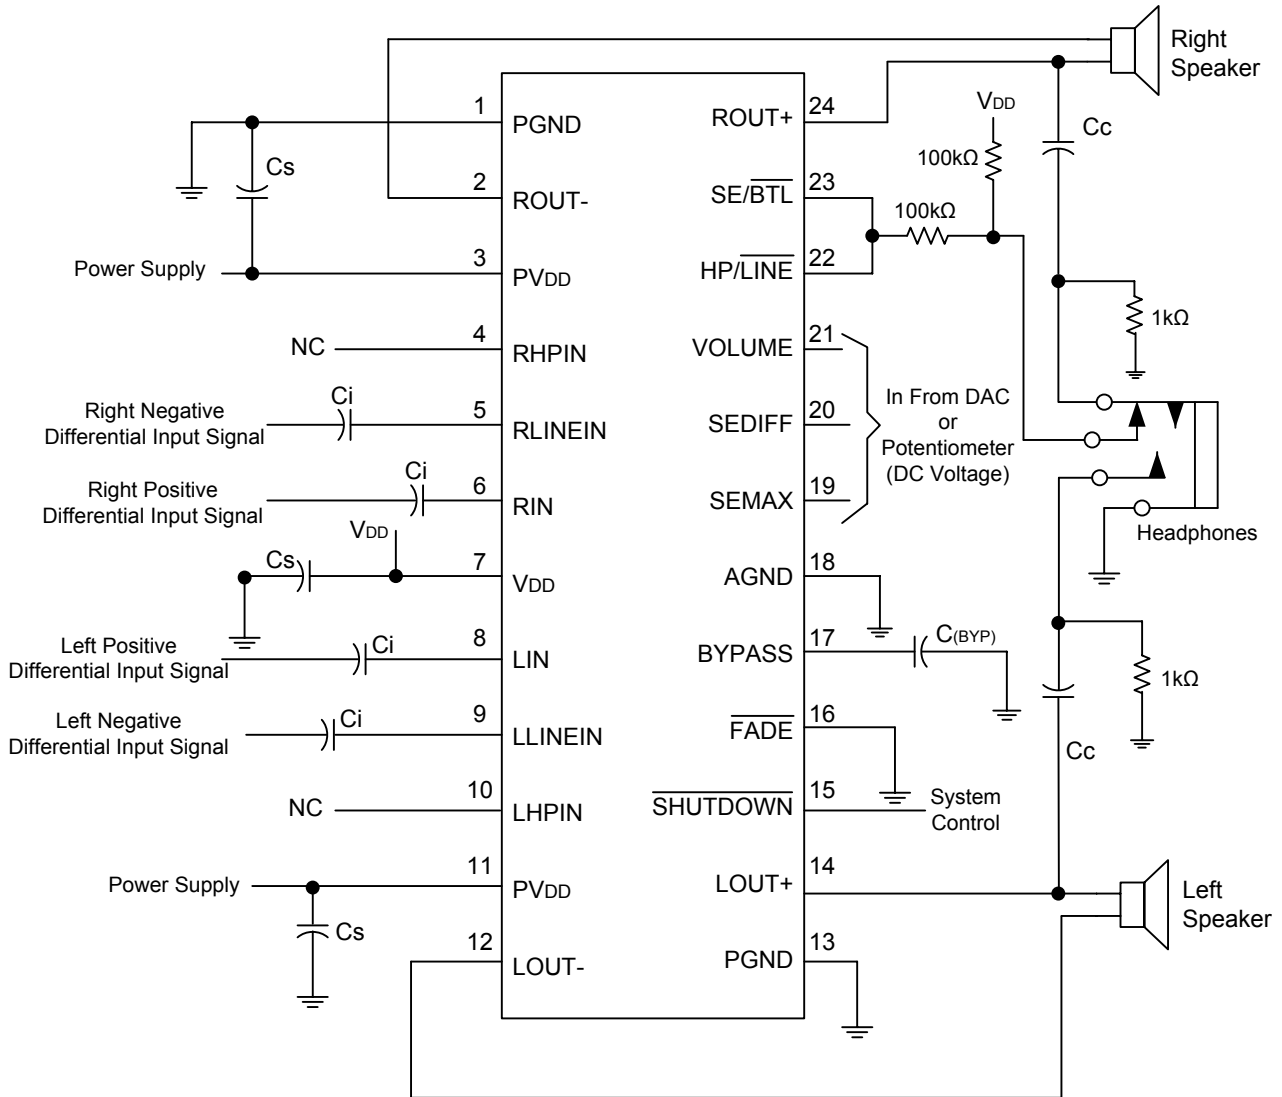 Right
Speaker
1
PGND
ROUT+
24
VDD
Cc
Cs
100kΩ
2
ROUT-
SE/BTL
23
100kΩ
Power Supply
3
PVDD
HP/LINE
22
1kΩ
NC
4
RHPIN
VOLUME
21
Right Negative
Differential Input Signal
Ci
5
RLINEIN
SEDIFF
20
In From DAC
or
Potentiometer
(DC Voltage)
Right Positive
Differential Input Signal
Ci
6
RIN
SEMAX
19
Headphones
VDD
Cs
7
VDD
AGND
18
Left Positive
Differential Input Signal
Ci
8
LIN
BYPASS
17
C(BYP)
1kΩ
Left Negative
Differential Input Signal
Ci
9
LLINEIN
FADE
16
Cc
NC
10
LHPIN
SHUTDOWN
15
System
Control
Power Supply
11
PVDD
LOUT+
14
Left
Speaker
Cs
12
LOUT-
PGND
13